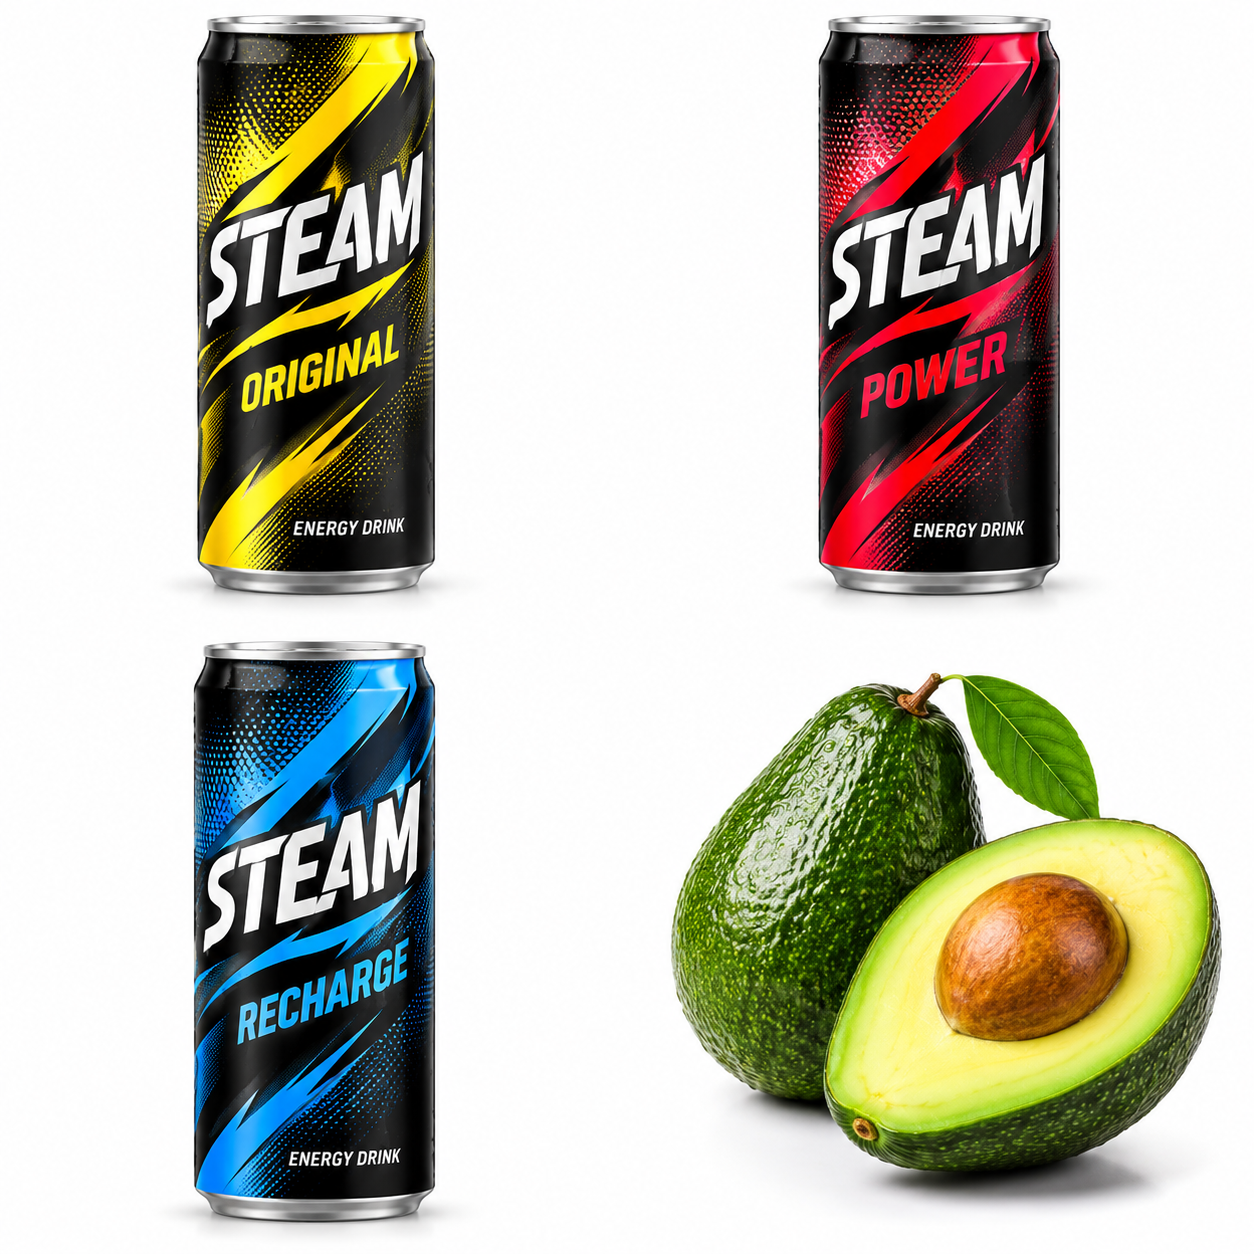 STEAM
ORIGINAL
ENERGY DRINK
STEAM
POWER
ENERGY DRINK
STEAM
RECHARGE
ENERGY DRINK